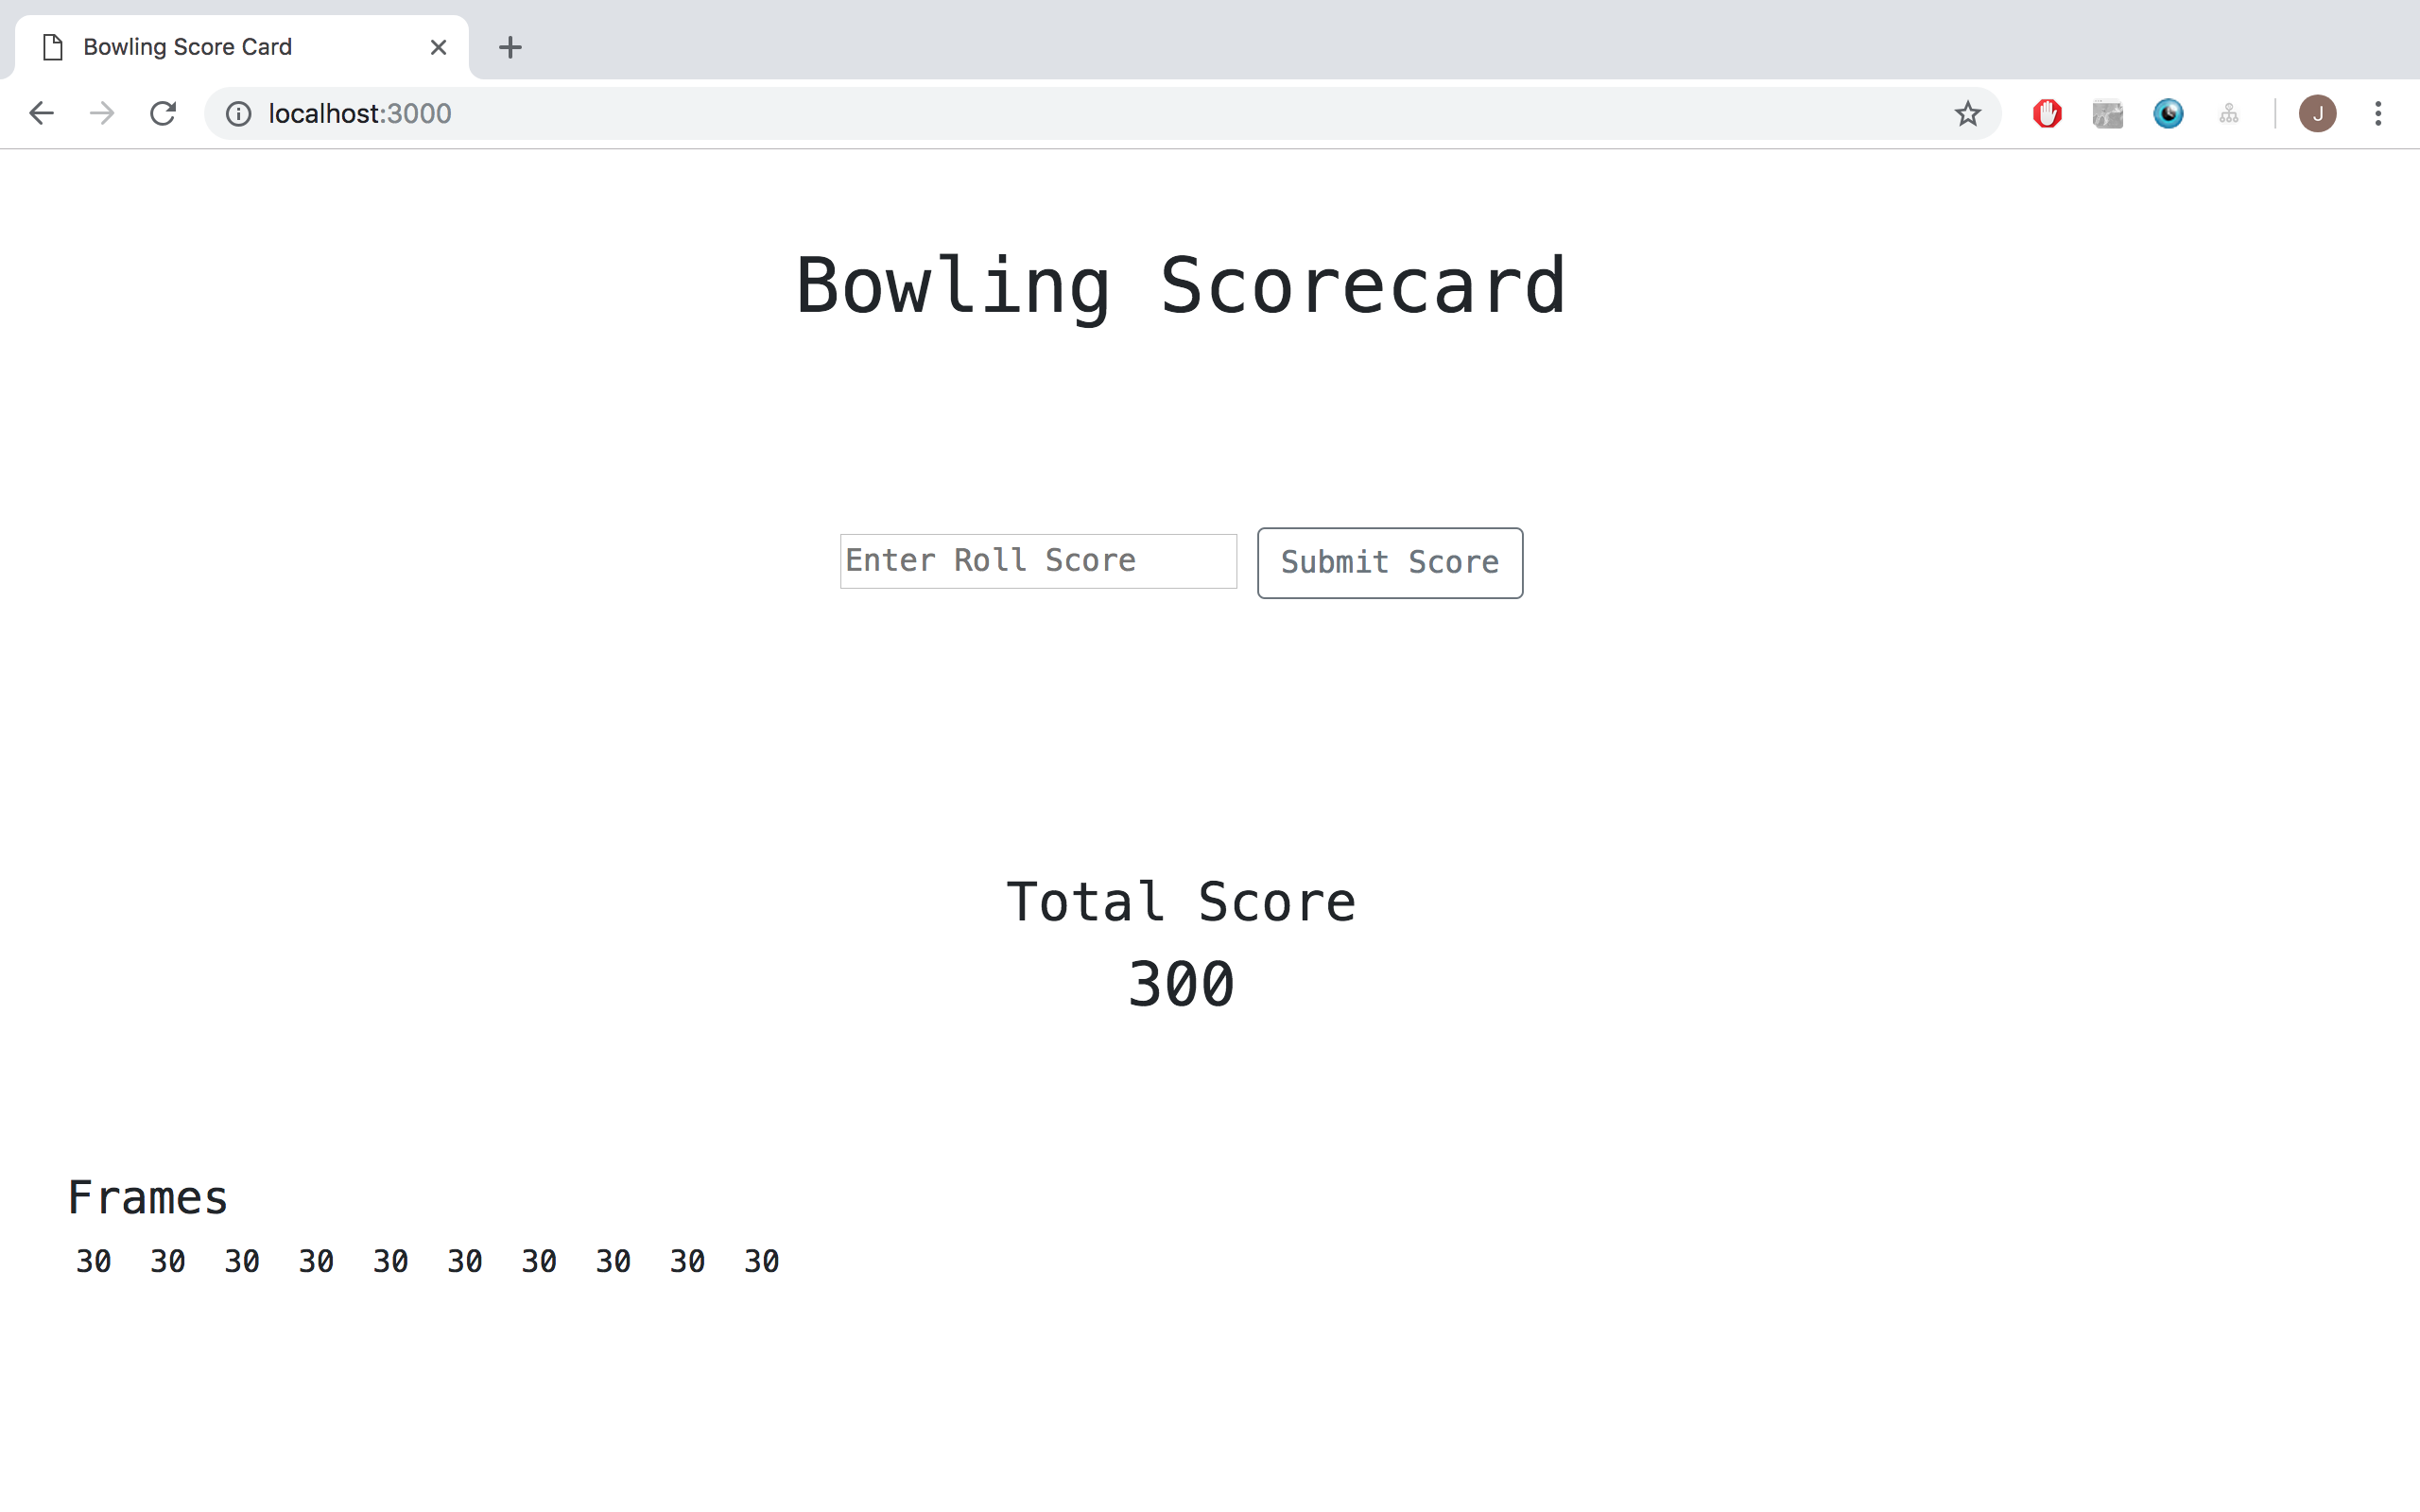 Bowling Score Card
localhost:3000
J
Bowling Scorecard
Enter Roll Score
Submit Score
Total Score
300
Frames
30 30 30 30 30 30 30 30 30 30